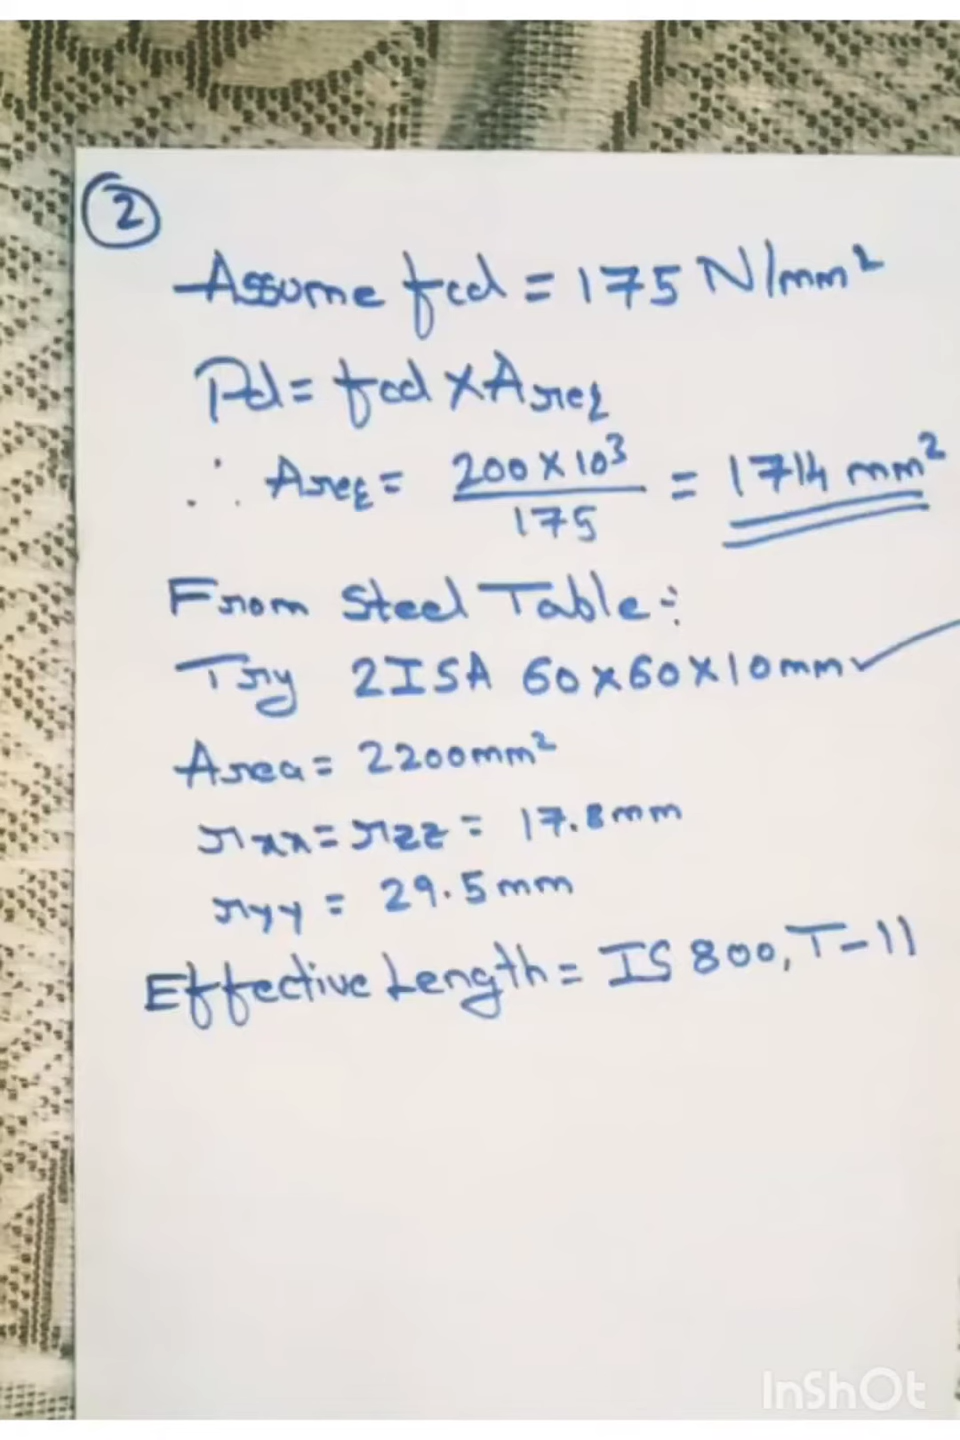 2
Assume fcd = 175 N/mm²
Pd = fcd × Areq
∴ Areq = 200 × 10³ / 175 = 1714 mm²
From Steel Table :
Try 2ISA 60×60×10mm ✓
Area = 2200mm²
rxx = rzz = 17.8mm
ryy = 29.5mm
Effective Length = IS 800, T-11
InShOt